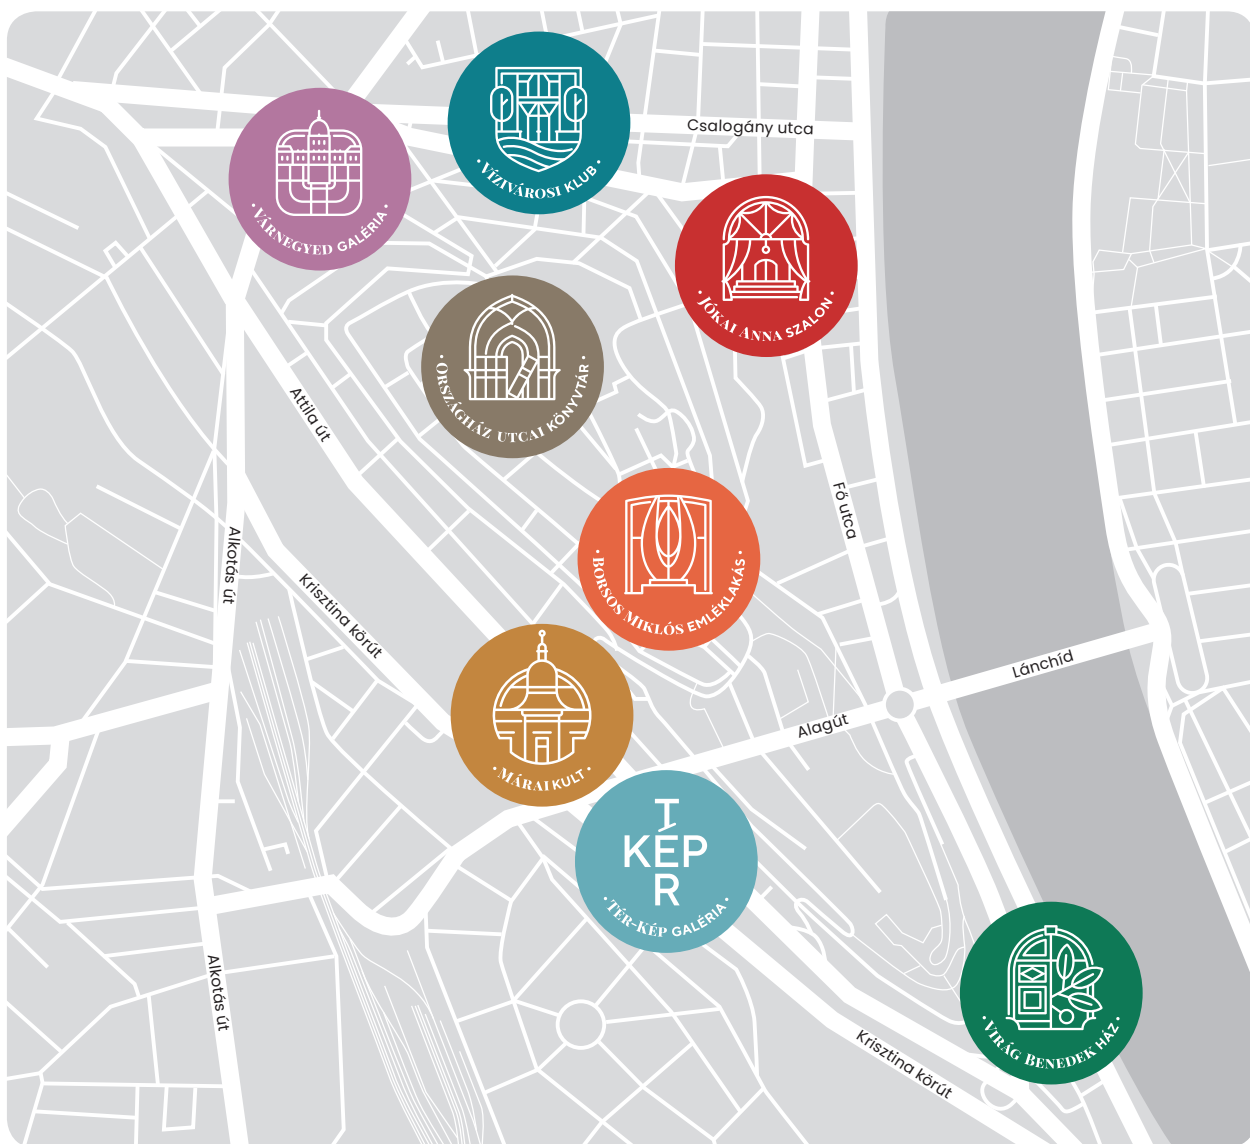 Csalogány utca
· VÍZIVÁROSI KLUB ·
· VÁRNEGYED GALÉRIA ·
· JÓKAI ANNA SZALON ·
· ORSZÁGHÁZ UTCAI KÖNYVTÁR ·
Attila út
Fő utca
Alkotás út
· BORSOS MIKLÓS EMLÉKLAKÁS ·
Krisztina körút
Lánchíd
Alagút
· MÁRAI KULT ·
T
KÉP
R
· TÉR-KÉP GALÉRIA ·
Alkotás út
· VIRÁG BENEDEK HÁZ ·
Krisztina körút